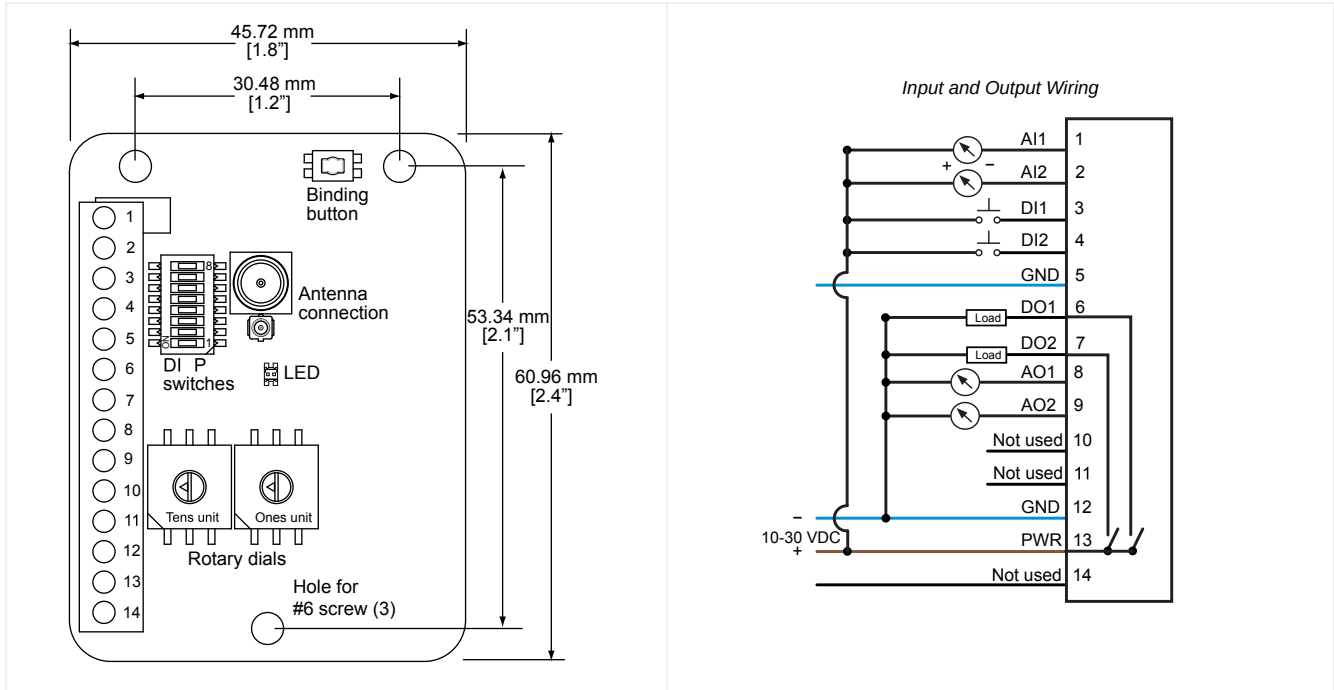 45.72 mm
[1.8”]
30.48 mm
[1.2”]
Binding
button
1
2
3
4
5
6
7
8
9
10
11
12
13
14
8
ON
1
DI P
switches
Antenna
connection
LED
53.34 mm
[2.1”]
60.96 mm
[2.4”]
Tens unit
Ones unit
Rotary dials
Hole for
#6 screw (3)
Input and Output Wiring
AI1 1
+ −
AI2 2
DI1 3
DI2 4
GND 5
Load DO1 6
Load DO2 7
AO1 8
AO2 9
Not used 10
Not used 11
− GND 12
10-30 VDC
+ PWR 13
Not used 14